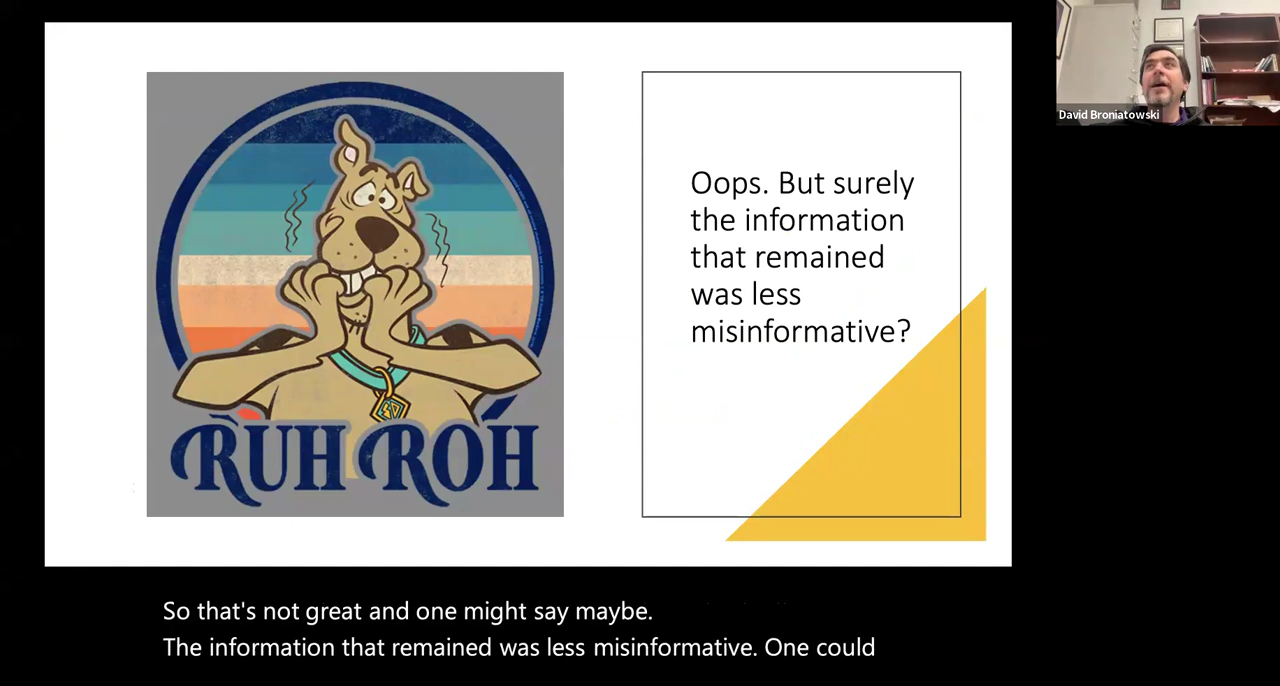 Oops. But surely
the information
that remained
was less
misinformative?
RUH ROH
David Broniatowski
So that's not great and one might say maybe.
The information that remained was less misinformative. One could